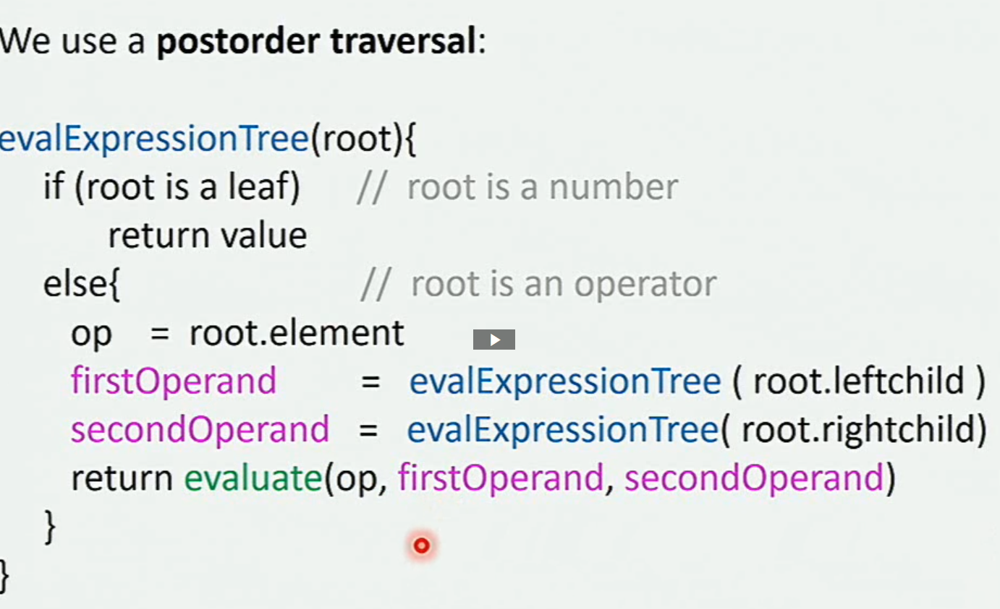 We use a postorder traversal:
evalExpressionTree(root){
if (root is a leaf) // root is a number
return value
else{ // root is an operator
op = root.element
firstOperand = evalExpressionTree ( root.leftchild )
secondOperand = evalExpressionTree( root.rightchild)
return evaluate(op, firstOperand, secondOperand)
}
}